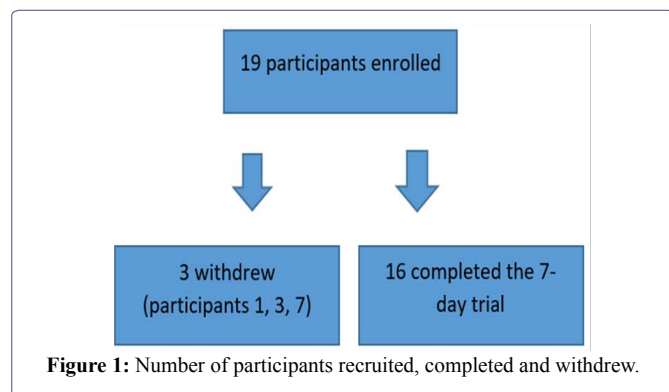 19 participants enrolled
3 withdrew
(participants 1, 3, 7)
16 completed the 7-
day trial
Figure 1: Number of participants recruited, completed and withdrew.